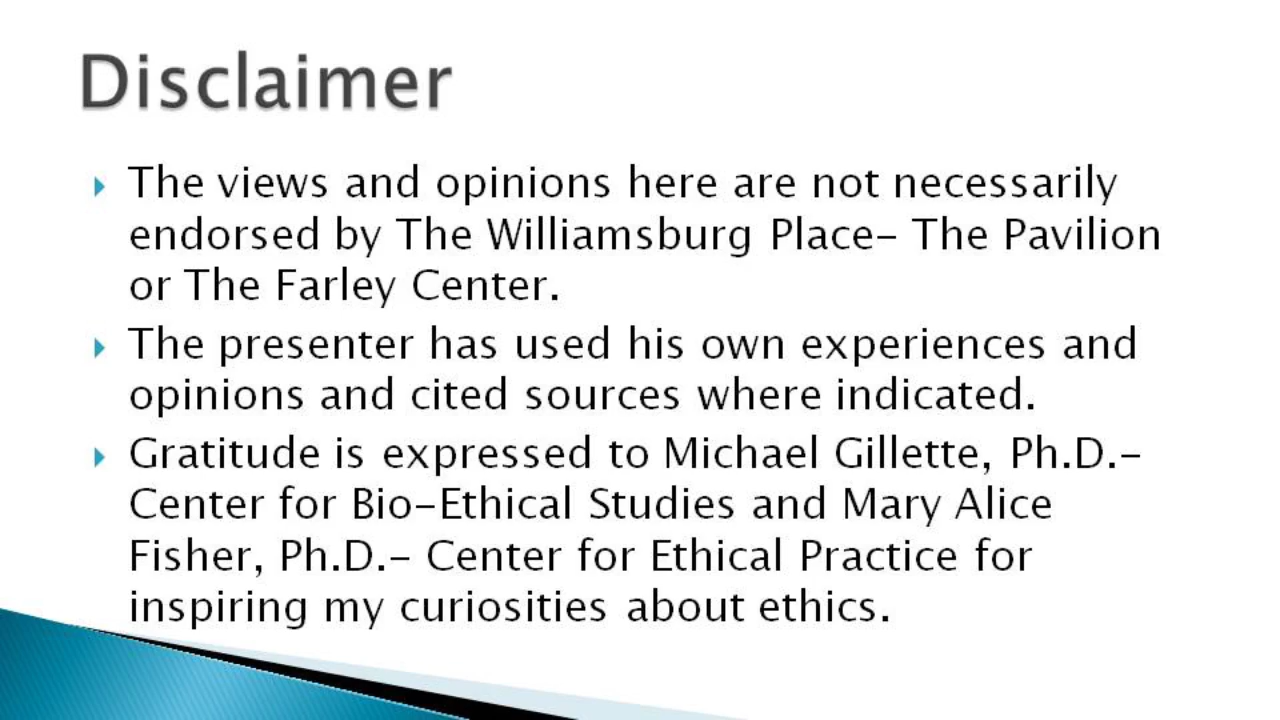 Disclaimer
The views and opinions here are not necessarily
endorsed by The Williamsburg Place- The Pavilion
or The Farley Center.
The presenter has used his own experiences and
opinions and cited sources where indicated.
Gratitude is expressed to Michael Gillette, Ph.D.-
Center for Bio-Ethical Studies and Mary Alice
Fisher, Ph.D.- Center for Ethical Practice for
inspiring my curiosities about ethics.